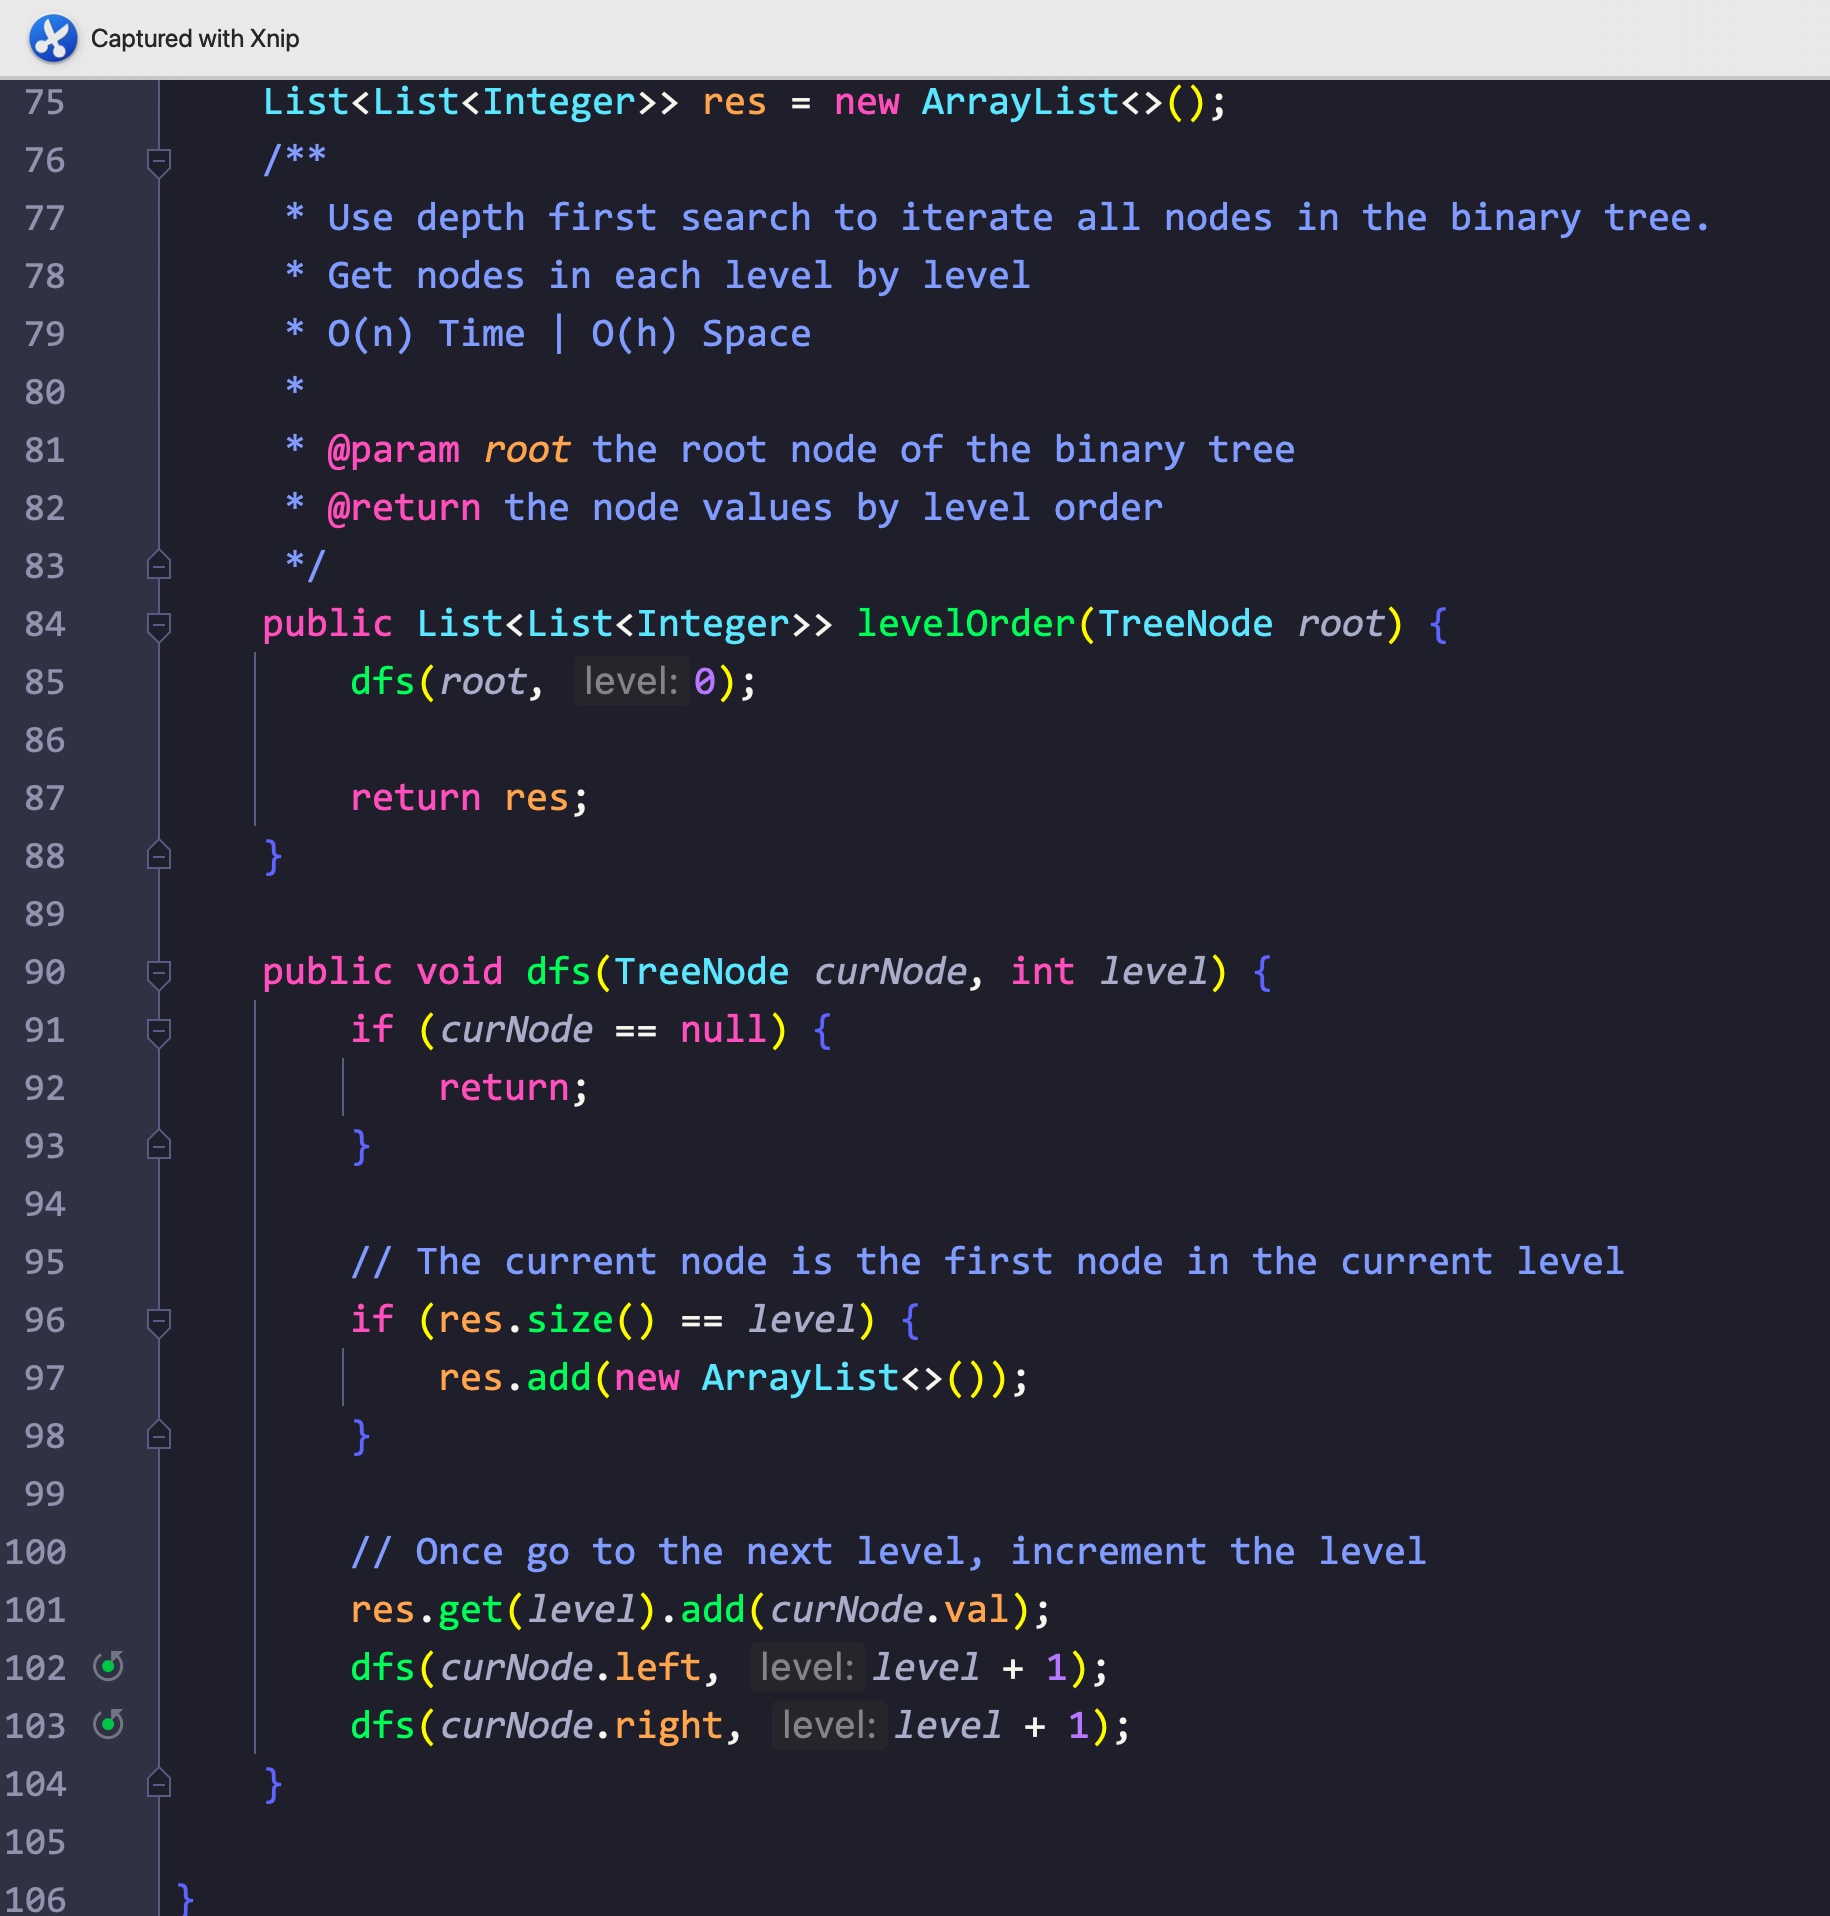 Captured with Xnip
75 List<List<Integer>> res = new ArrayList<>();
76 /**
77 * Use depth first search to iterate all nodes in the binary tree.
78 * Get nodes in each level by level
79 * O(n) Time | O(h) Space
80 *
81 * @param root the root node of the binary tree
82 * @return the node values by level order
83 */
84 public List<List<Integer>> levelOrder(TreeNode root) {
85 dfs(root, level: 0);
86
87 return res;
88 }
89
90 public void dfs(TreeNode curNode, int level) {
91 if (curNode == null) {
92 return;
93 }
94
95 // The current node is the first node in the current level
96 if (res.size() == level) {
97 res.add(new ArrayList<>());
98 }
99
100 // Once go to the next level, increment the level
101 res.get(level).add(curNode.val);
102 dfs(curNode.left, level: level + 1);
103 dfs(curNode.right, level: level + 1);
104 }
105
106 }